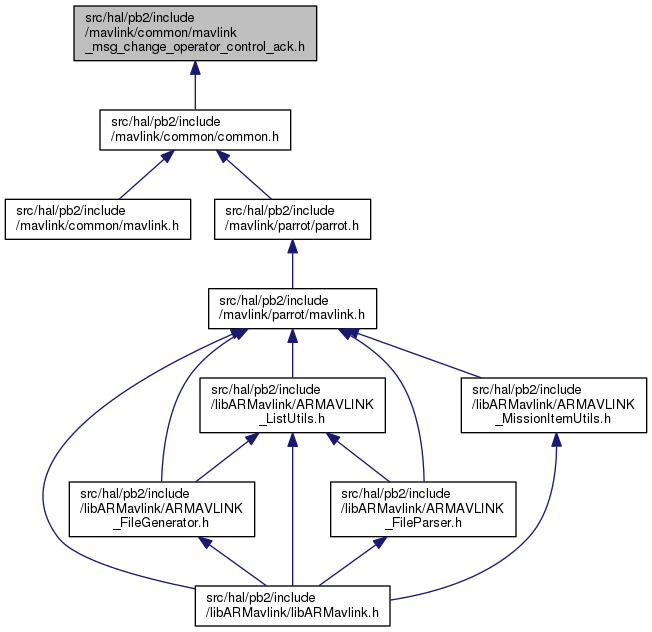 src/hal/pb2/include
/mavlink/common/mavlink
_msg_change_operator_control_ack.h
src/hal/pb2/include
/mavlink/common/common.h
src/hal/pb2/include
/mavlink/common/mavlink.h
src/hal/pb2/include
/mavlink/parrot/parrot.h
src/hal/pb2/include
/mavlink/parrot/mavlink.h
src/hal/pb2/include
/libARMavlink/ARMAVLINK
_ListUtils.h
src/hal/pb2/include
/libARMavlink/ARMAVLINK
_MissionItemUtils.h
src/hal/pb2/include
/libARMavlink/ARMAVLINK
_FileGenerator.h
src/hal/pb2/include
/libARMavlink/ARMAVLINK
_FileParser.h
src/hal/pb2/include
/libARMavlink/libARMavlink.h